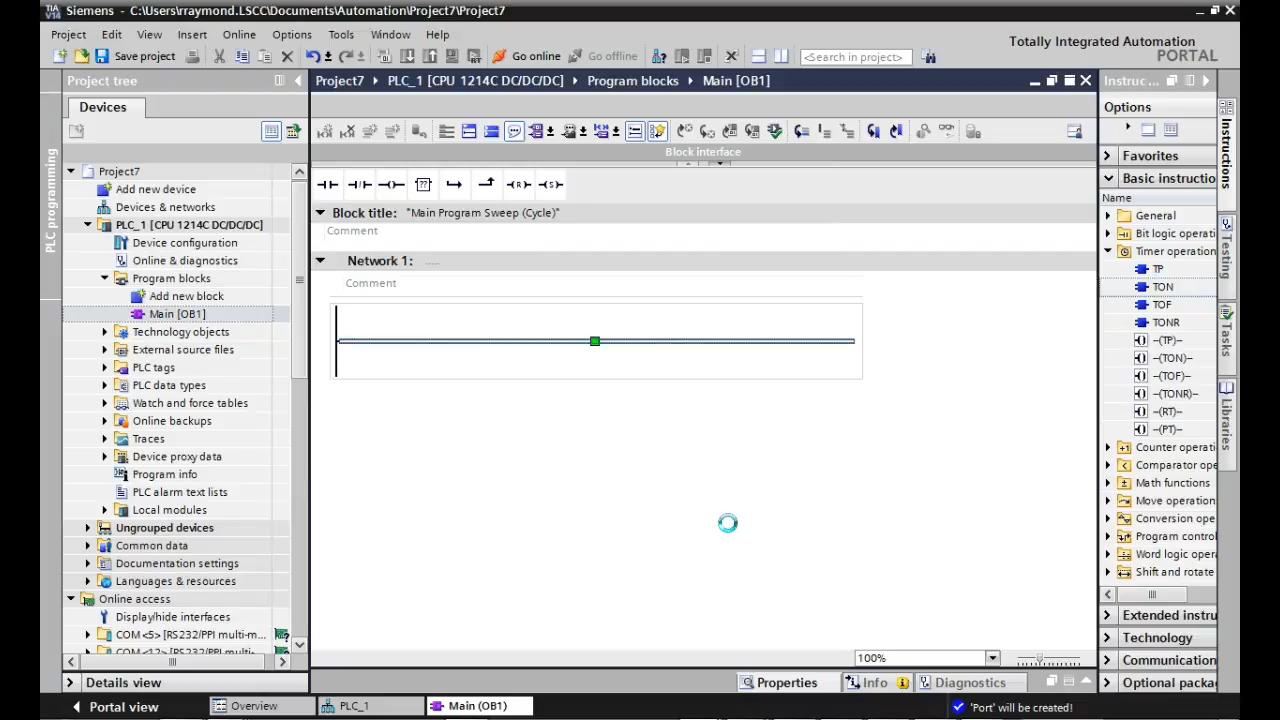 TIA V14 Siemens - C:\Users\rraymond.LSCC\Documents\Automation\Project7\Project7
Project Edit View Insert Online Options Tools Window Help
Totally Integrated Automation
PORTAL
Save project Go online Go offline <Search in project>
Project tree
Project7 PLC_1 [CPU 1214C DC/DC/DC] Program blocks Main [OB1]
Instruc...
Devices
Options
PLC programming
Block interface
Favorites
Basic instructio
Name
Project7
Add new device
Devices & networks
PLC_1 [CPU 1214C DC/DC/DC]
Device configuration
Online & diagnostics
Program blocks
Add new block
Main [OB1]
Technology objects
External source files
PLC tags
PLC data types
Watch and force tables
Online backups
Traces
Device proxy data
Program info
PLC alarm text lists
Local modules
Ungrouped devices
Common data
Documentation settings
Languages & resources
Online access
Display/hide interfaces
COM <5> [RS232/PPI multi-m...
COM <12> [RS232/PPI multi-...
Details view
??
(R)
(S)
Block title: "Main Program Sweep (Cycle)"
Comment
Network 1: .....
Comment
100%
Properties Info Diagnostics
General
Bit logic operati
Timer operation
TP
TON
TOF
TONR
-(TP)-
-(TON)-
-(TOF)-
-(TONR)-
-(RT)-
-(PT)-
Counter operati
Comparator ope
Math functions
Move operation
Conversion ope
Program control
Word logic oper
Shift and rotate
Extended instru
Technology
Communication
Optional packag
Instructions
Testing
Tasks
Libraries
Portal view Overview PLC_1 Main (OB1) 'Port' will be created!